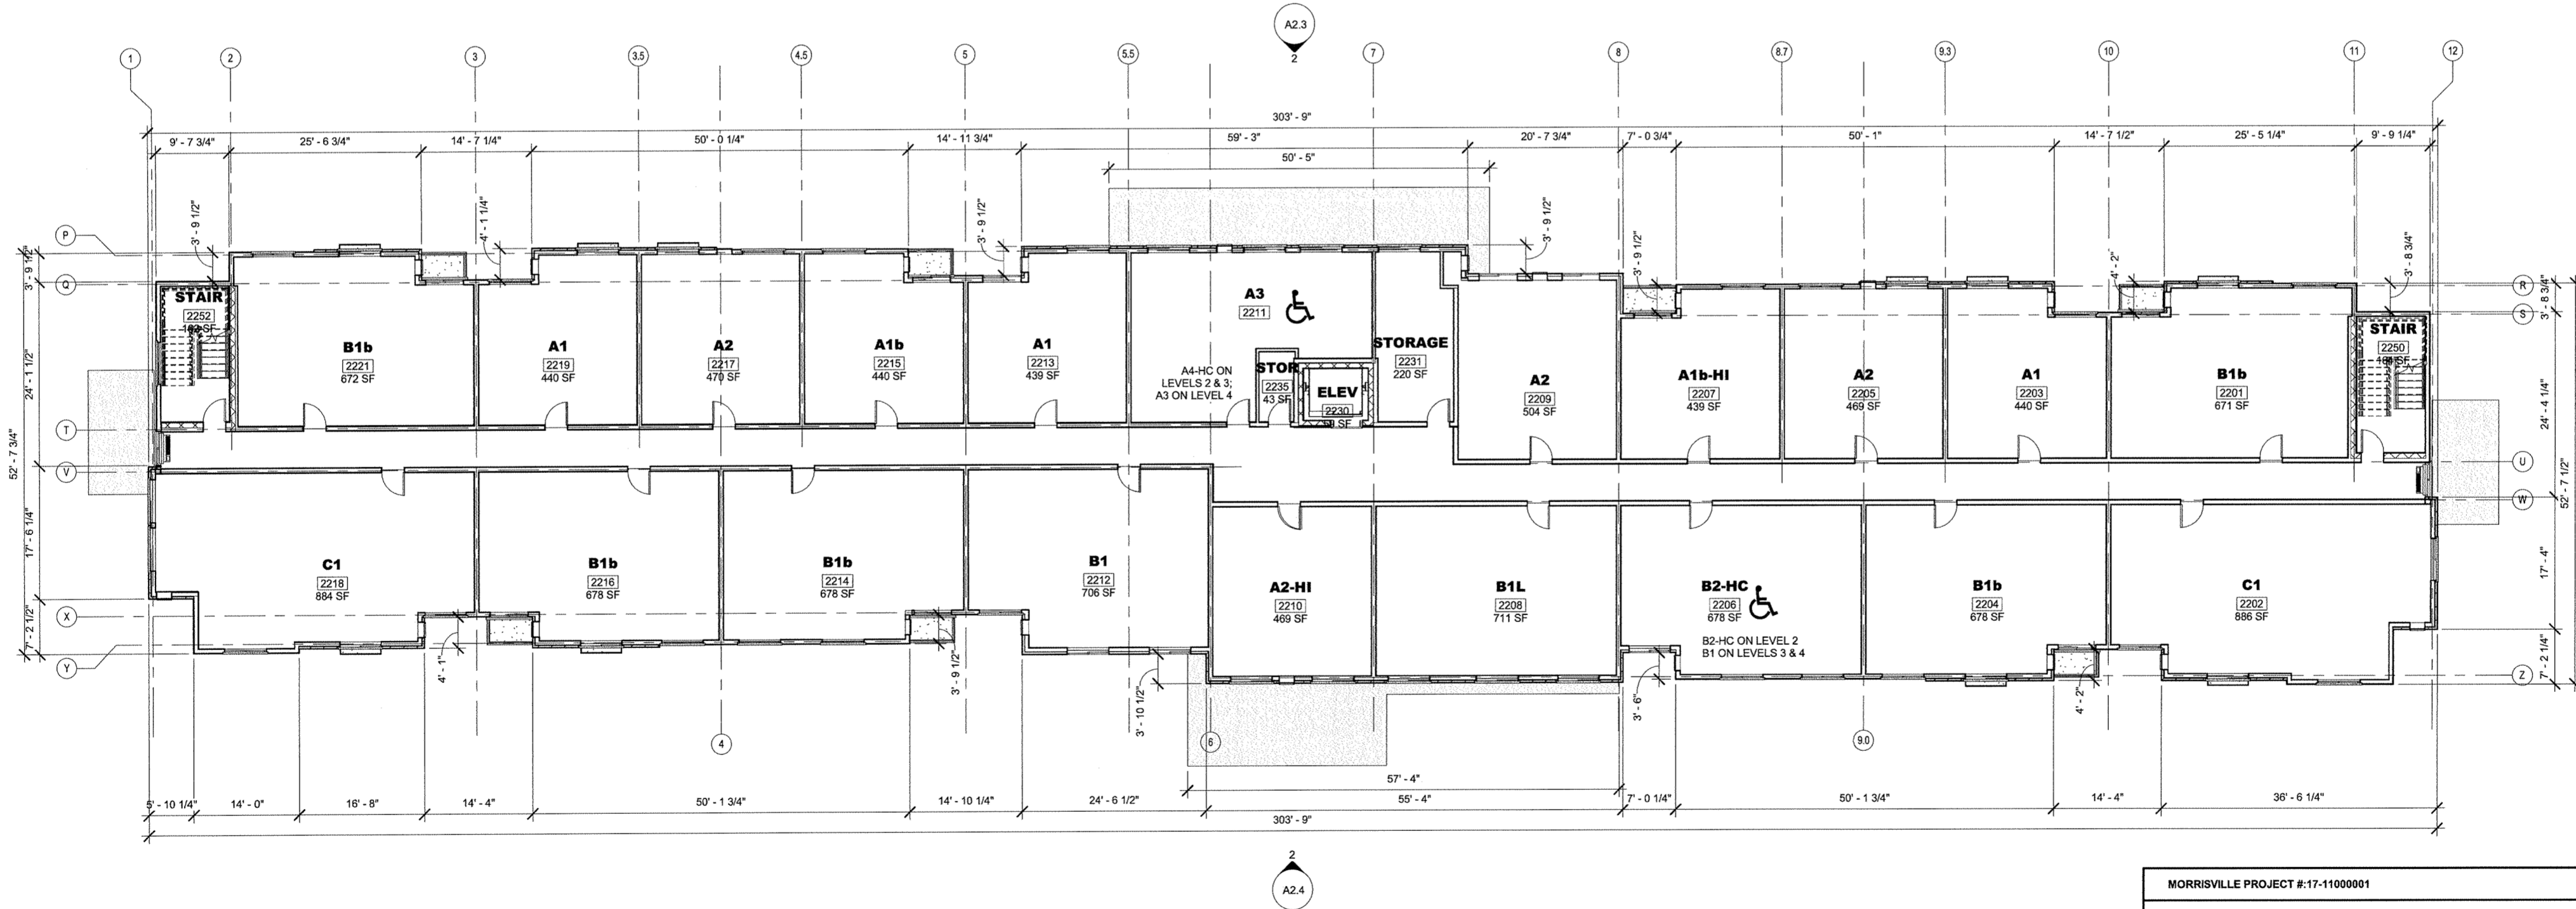 A2.3
2
1
2
3
3.5
4.5
5
5.5
7
8
8.7
9.3
10
11
12
303' - 9"
9' - 7 3/4"
25' - 6 3/4"
14' - 7 1/4"
50' - 0 1/4"
14' - 11 3/4"
59' - 3"
20' - 7 3/4"
7' - 0 3/4"
50' - 1"
14' - 7 1/2"
25' - 5 1/4"
9' - 9 1/4"
50' - 5"
3' - 9 1/2"
4' - 1 1/4"
3' - 9 1/2"
3' - 9 1/2"
3' - 9 1/2"
4' - 2"
3' - 8 3/4"
P
Q
T
V
X
Y
52' - 7 3/4"
3' - 9 1/2"
24' - 1 1/2"
17' - 6 1/4"
7' - 2 1/2"
STAIR
2252
B1b
2221
672 SF
A1
2219
440 SF
A2
2217
470 SF
A1b
2215
440 SF
A1
2213
439 SF
A3
2211
A4-HC ON
LEVELS 2 & 3;
A3 ON LEVEL 4
STOR
2235
43 SF
ELEV
2230
SF
STORAGE
2231
220 SF
A2
2209
504 SF
A1b-HI
2207
439 SF
A2
2205
469 SF
A1
2203
440 SF
B1b
2201
671 SF
STAIR
2250
R
S
U
W
Z
3' - 8 3/4"
24' - 4 1/4"
17' - 4"
7' - 2 1/4"
52' - 7 1/2"
C1
2218
884 SF
B1b
2216
678 SF
B1b
2214
678 SF
B1
2212
706 SF
A2-HI
2210
469 SF
B1L
2208
711 SF
B2-HC
2206
678 SF
B2-HC ON LEVEL 2
B1 ON LEVELS 3 & 4
B1b
2204
678 SF
C1
2202
886 SF
4' - 1"
3' - 9 1/2"
3' - 10 1/2"
3' - 6"
4' - 2"
4
6
9.0
57' - 4"
5' - 10 1/4"
14' - 0"
16' - 8"
14' - 4"
50' - 1 3/4"
14' - 10 1/4"
24' - 6 1/2"
55' - 4"
7' - 0 1/4"
50' - 1 3/4"
14' - 4"
36' - 6 1/4"
303' - 9"
2
A2.4
MORRISVILLE PROJECT #:17-11000001